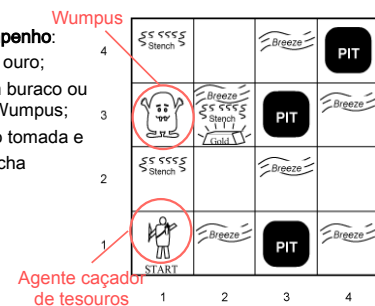 Wumpus
penho:
ouro;
buraco ou
Wumpus;
tomada e
cha
4
Stench
Breeze
PIT
3
Breeze
Stench
Gold
PIT
Breeze
2
Stench
Breeze
1
START
Breeze
PIT
Breeze
Agente caçador
de tesouros
1 2 3 4